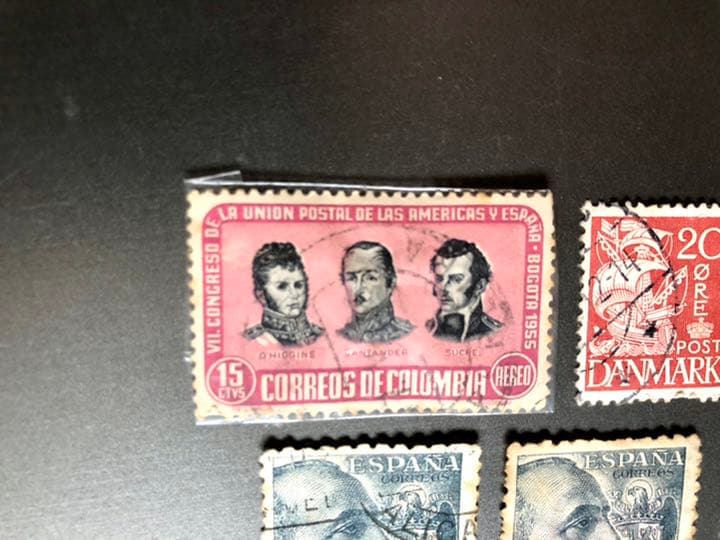 VII. CONGRESO DE LA UNION POSTAL DE LAS AMERICAS Y ESPAÑA • BOGOTA 1955
O'HIGGINS SANTANDER SUCRE
15 CTVS
CORREOS DE COLOMBIA
AEREO
20
ØRE
POST
DANMARK
ESPAÑA
CORREOS
ESPAÑA
CORREOS